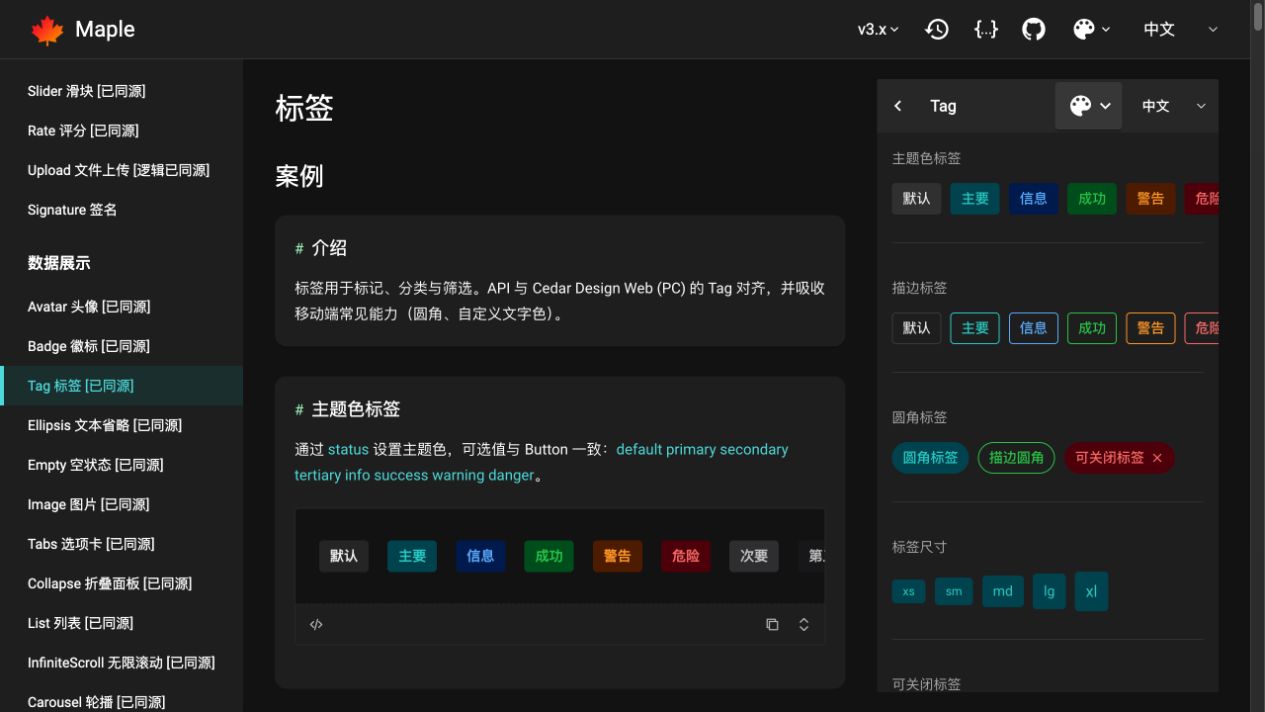 Maple
v3.x
中文
Slider 滑块 [已同源]
Rate 评分 [已同源]
Upload 文件上传 [逻辑已同源]
Signature 签名
数据展示
Avatar 头像 [已同源]
Badge 徽标 [已同源]
Tag 标签 [已同源]
Ellipsis 文本省略 [已同源]
Empty 空状态 [已同源]
Image 图片 [已同源]
Tabs 选项卡 [已同源]
Collapse 折叠面板 [已同源]
List 列表 [已同源]
InfiniteScroll 无限滚动 [已同源]
Carousel 轮播 [已同源]
标签
案例
# 介绍
标签用于标记、分类与筛选。API 与 Cedar Design Web (PC) 的 Tag 对齐，并吸收
移动端常见能力（圆角、自定义文字色）。
# 主题色标签
通过 status 设置主题色，可选值与 Button 一致：default primary secondary
tertiary info success warning danger。
默认 主要 信息 成功 警告 危险 次要 第
Tag 中文
主题色标签
默认 主要 信息 成功 警告 危险
描边标签
默认 主要 信息 成功 警告 危险
圆角标签
圆角标签 描边圆角 可关闭标签 ×
标签尺寸
xs sm md lg xl
可关闭标签